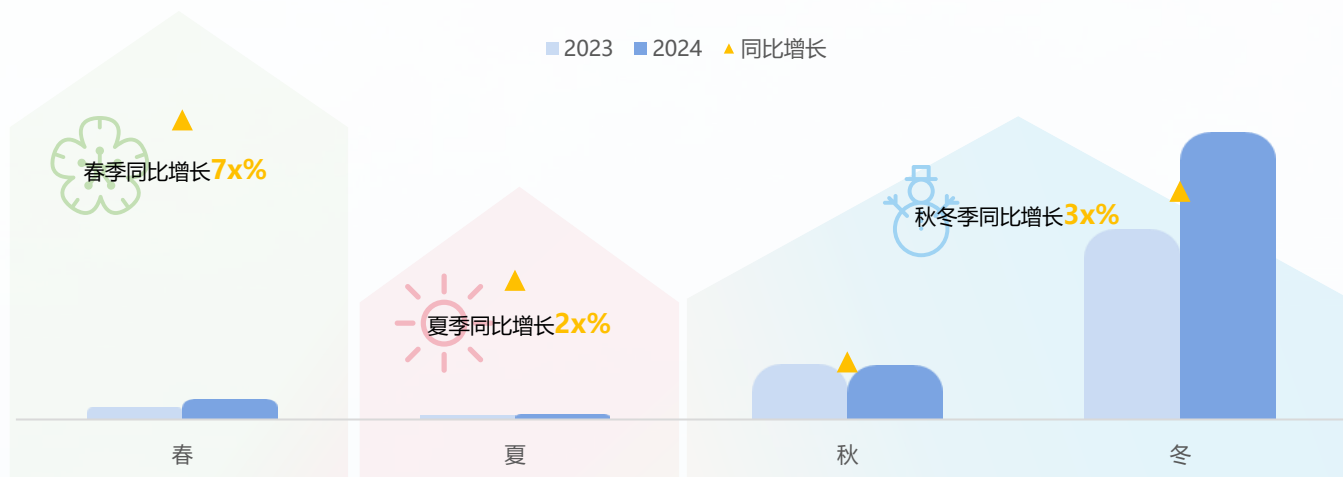 2023 2024 同比增长
春季同比增长7x%
秋冬季同比增长3x%
夏季同比增长2x%
春 夏 秋 冬